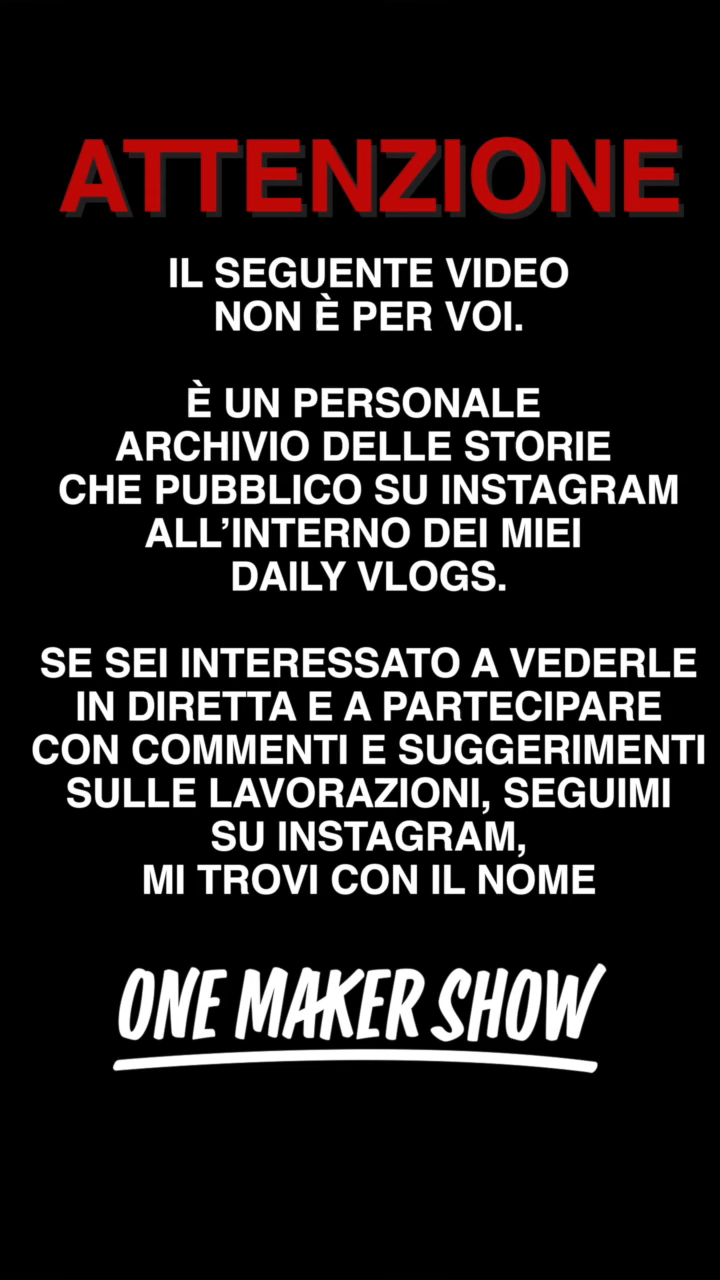 ATTENZIONE
IL SEGUENTE VIDEO
NON È PER VOI.
È UN PERSONALE
ARCHIVIO DELLE STORIE
CHE PUBBLICO SU INSTAGRAM
ALL’INTERNO DEI MIEI
DAILY VLOGS.
SE SEI INTERESSATO A VEDERLE
IN DIRETTA E A PARTECIPARE
CON COMMENTI E SUGGERIMENTI
SULLE LAVORAZIONI, SEGUIMI
SU INSTAGRAM,
MI TROVI CON IL NOME
ONE MAKER SHOW